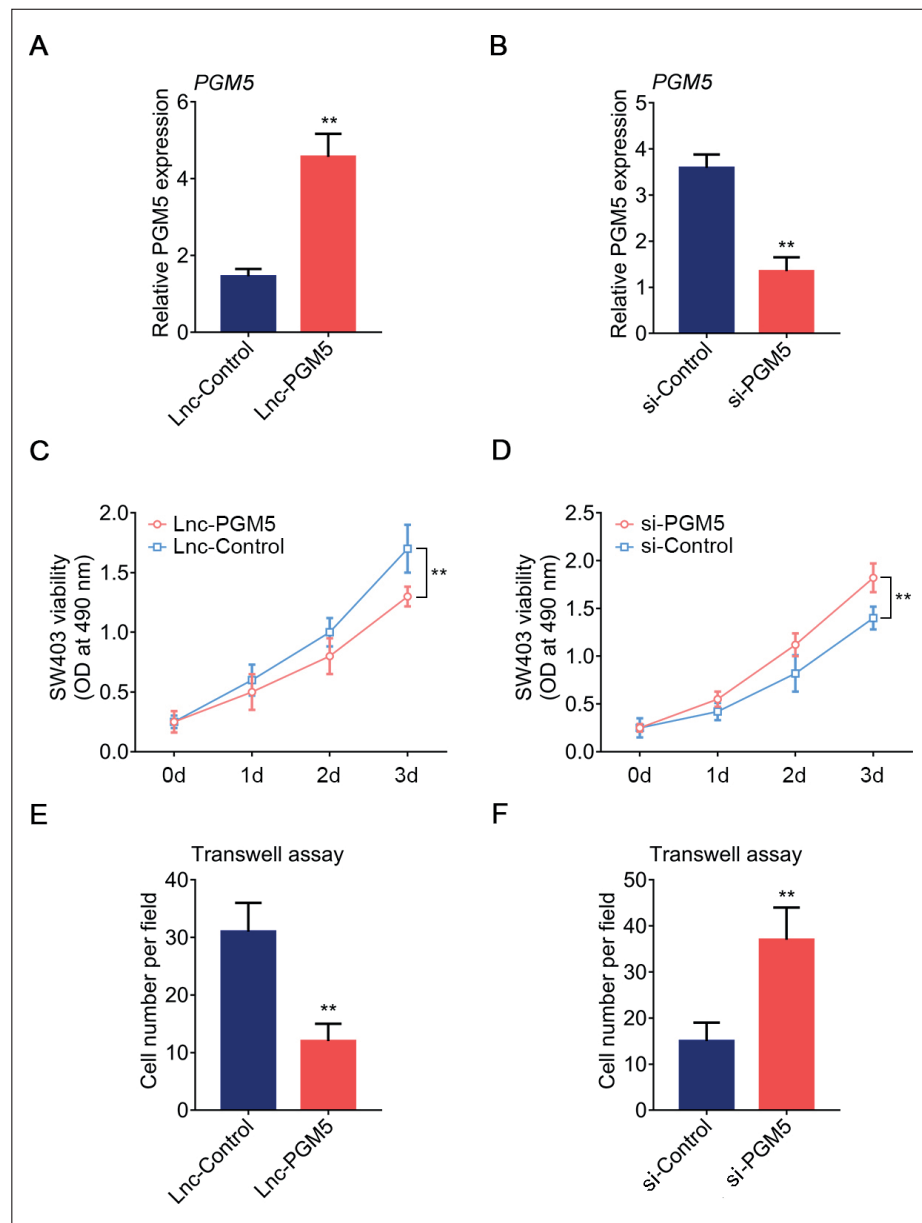 A
PGM5
Relative PGM5 expression
6
4
2
0
**
Lnc-Control
Lnc-PGM5
B
PGM5
Relative PGM5 expression
5
4
3
2
1
0
**
si-Control
si-PGM5
C
SW403 viability
(OD at 490 nm)
2.0
1.5
1.0
0.5
0.0
Lnc-PGM5
Lnc-Control
**
0d
1d
2d
3d
D
SW403 viability
(OD at 490 nm)
2.5
2.0
1.5
1.0
0.5
0.0
si-PGM5
si-Control
**
0d
1d
2d
3d
E
Transwell assay
Cell number per field
40
30
20
10
0
**
Lnc-Control
Lnc-PGM5
F
Transwell assay
Cell number per field
50
40
30
20
10
0
**
si-Control
si-PGM5